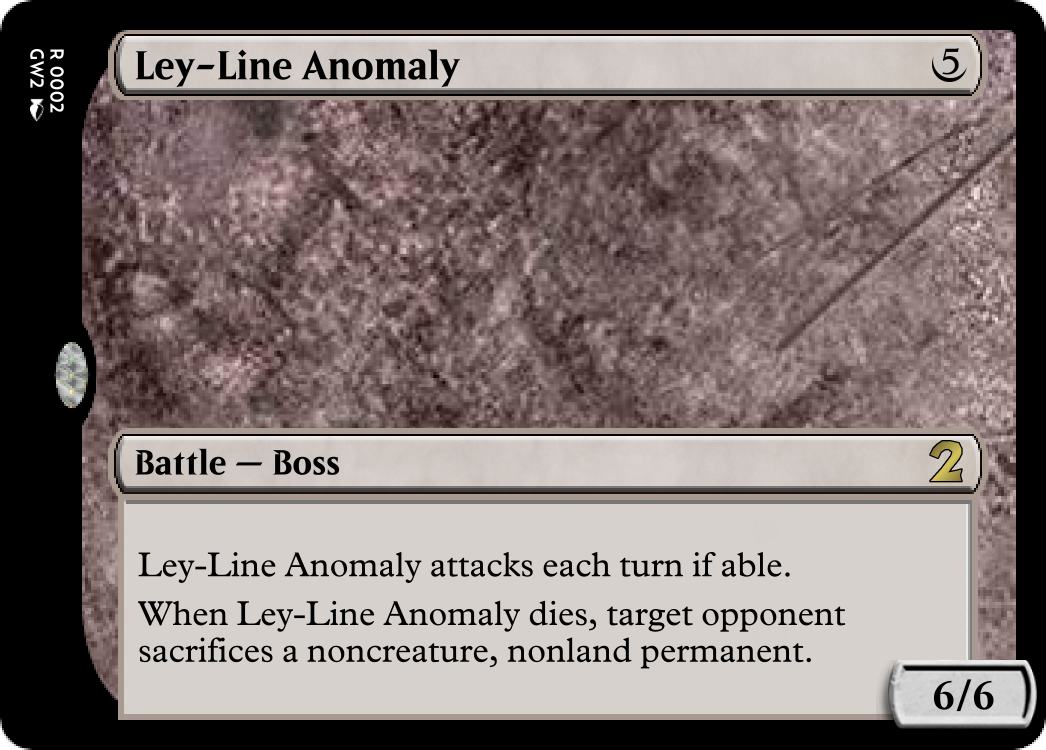 Ley-Line Anomaly 5
R 0002
GW2
Battle — Boss 2
Ley-Line Anomaly attacks each turn if able.
When Ley-Line Anomaly dies, target opponent
sacrifices a noncreature, nonland permanent.
6/6